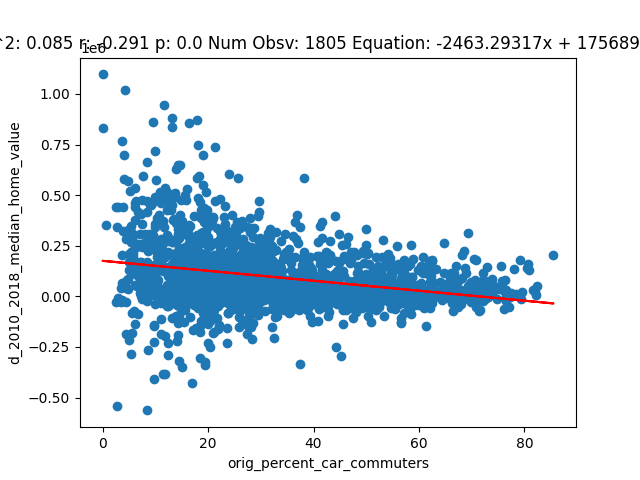 ^2: 0.085 r: -0.291 p: 0.0 Num Obsv: 1805 Equation: -2463.29317x + 175689
1e6
1.00
0.75
0.50
0.25
0.00
−0.25
−0.50
d_2010_2018_median_home_value
0 20 40 60 80
orig_percent_car_commuters